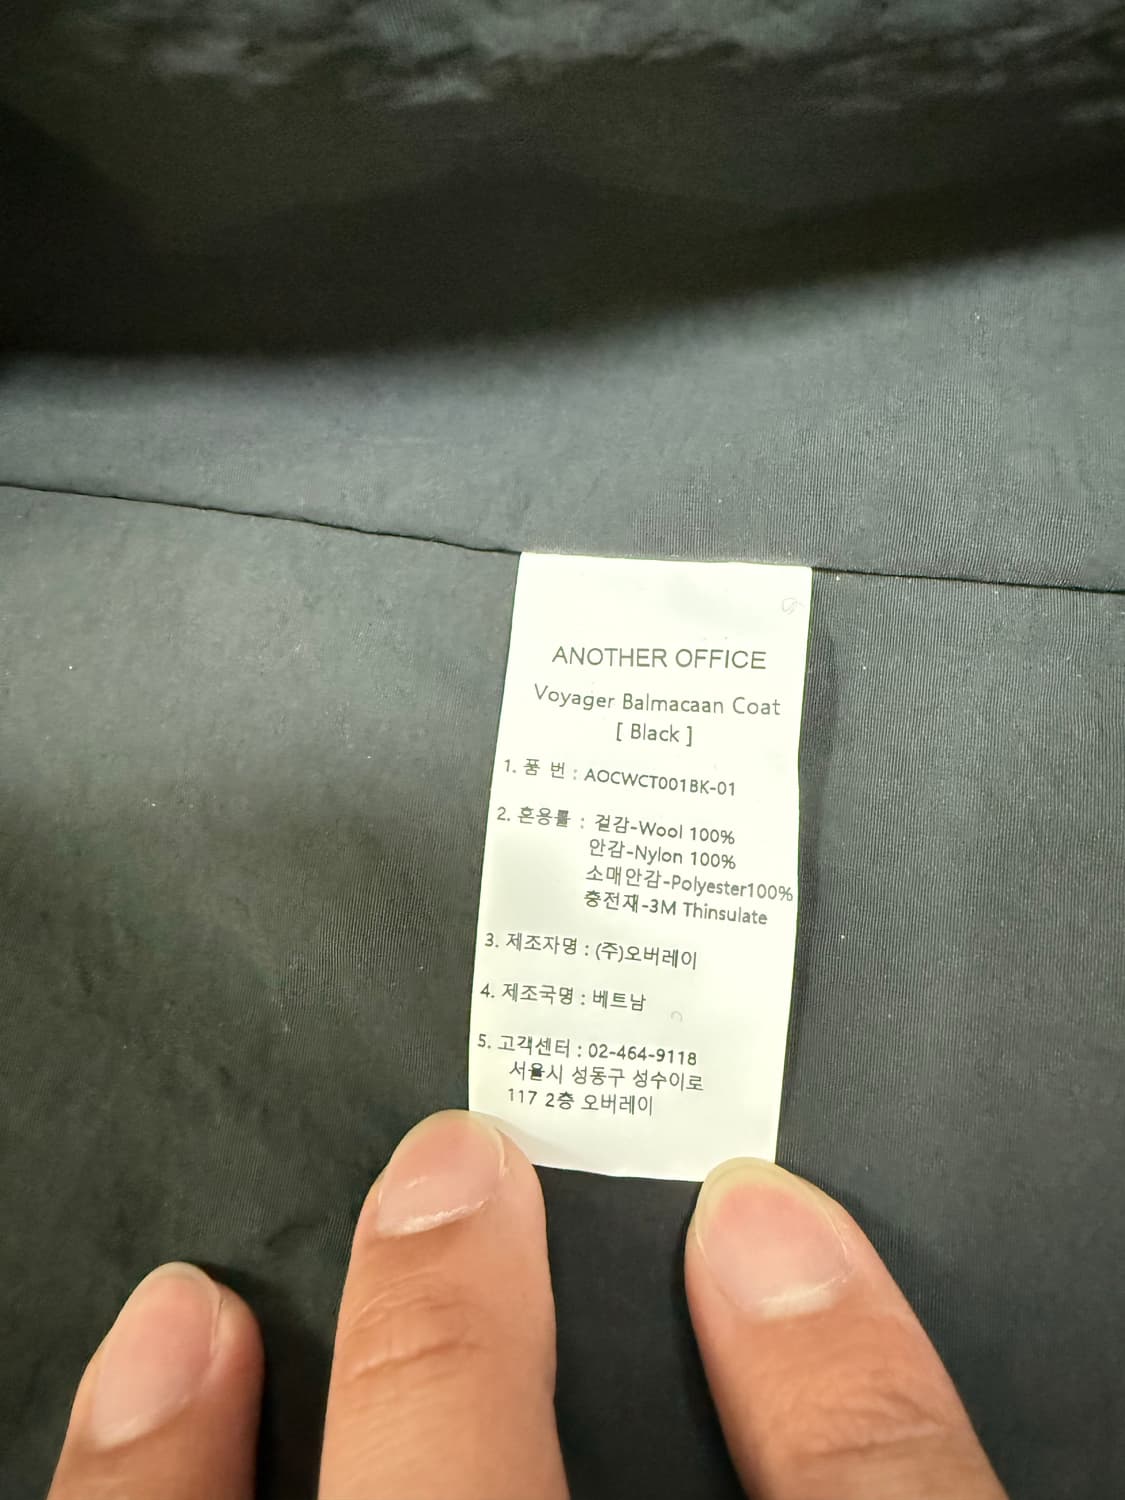 ANOTHER OFFICE
Voyager Balmacaan Coat
[ Black ]
1. 품 번 : AOCWCT001BK-01
2. 혼용률 : 겉감-Wool 100%
안감-Nylon 100%
소매안감-Polyester100%
충전재-3M Thinsulate
3. 제조자명 : (주)오버레이
4. 제조국명 : 베트남
5. 고객센터 : 02-464-9118
서울시 성동구 성수이로
117 2층 오버레이